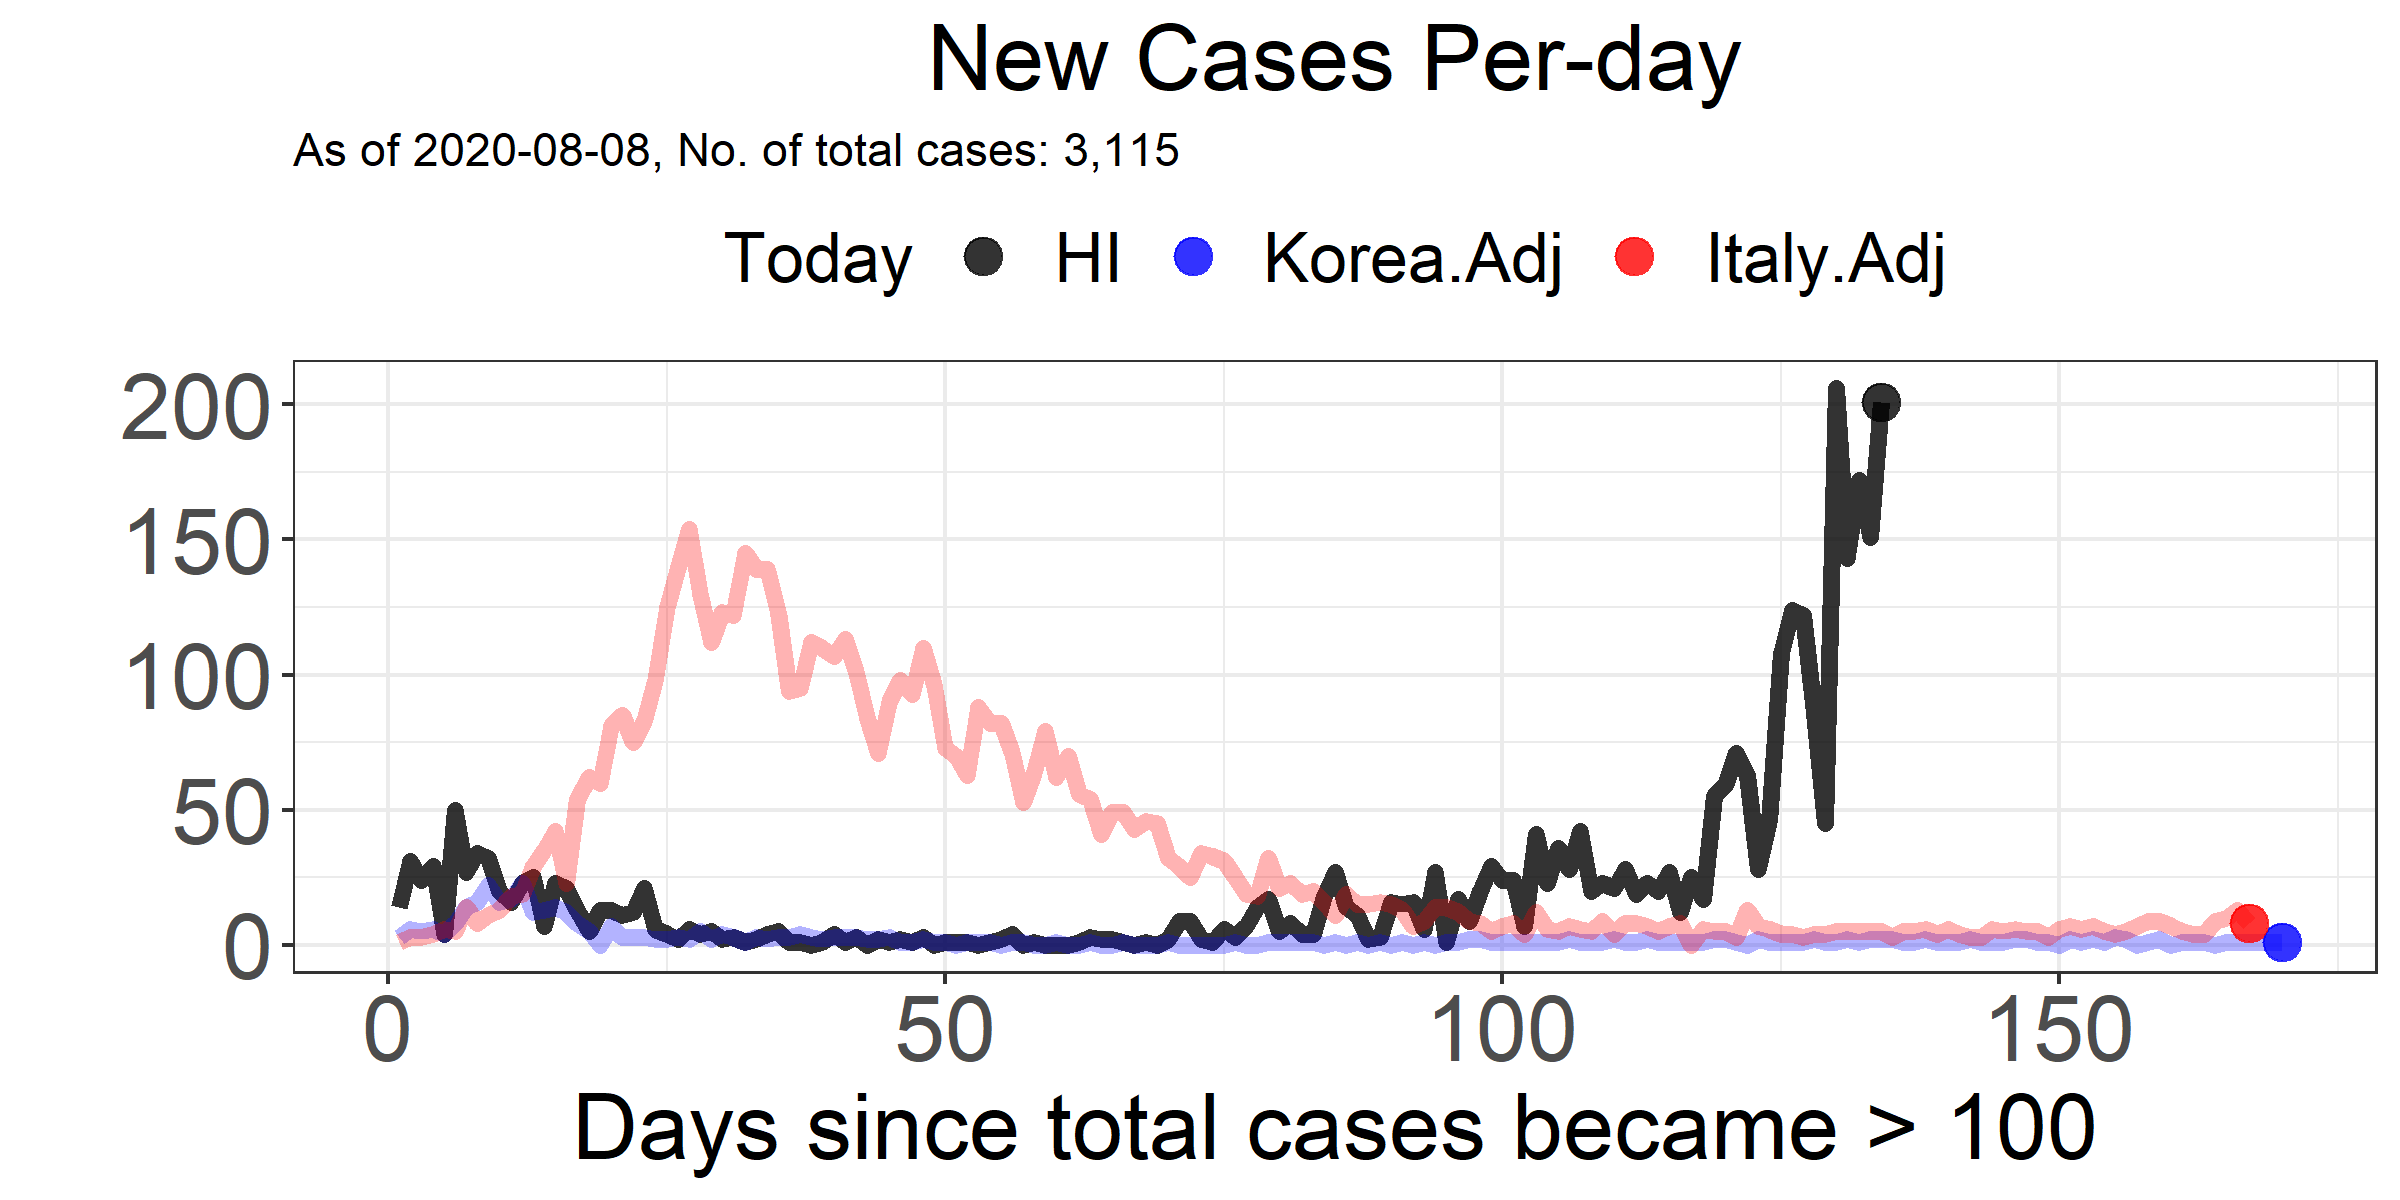 New Cases Per-day
As of 2020-08-08, No. of total cases: 3,115
Today HI Korea.Adj Italy.Adj
200
150
100
50
0
0 50 100 150
Days since total cases became > 100